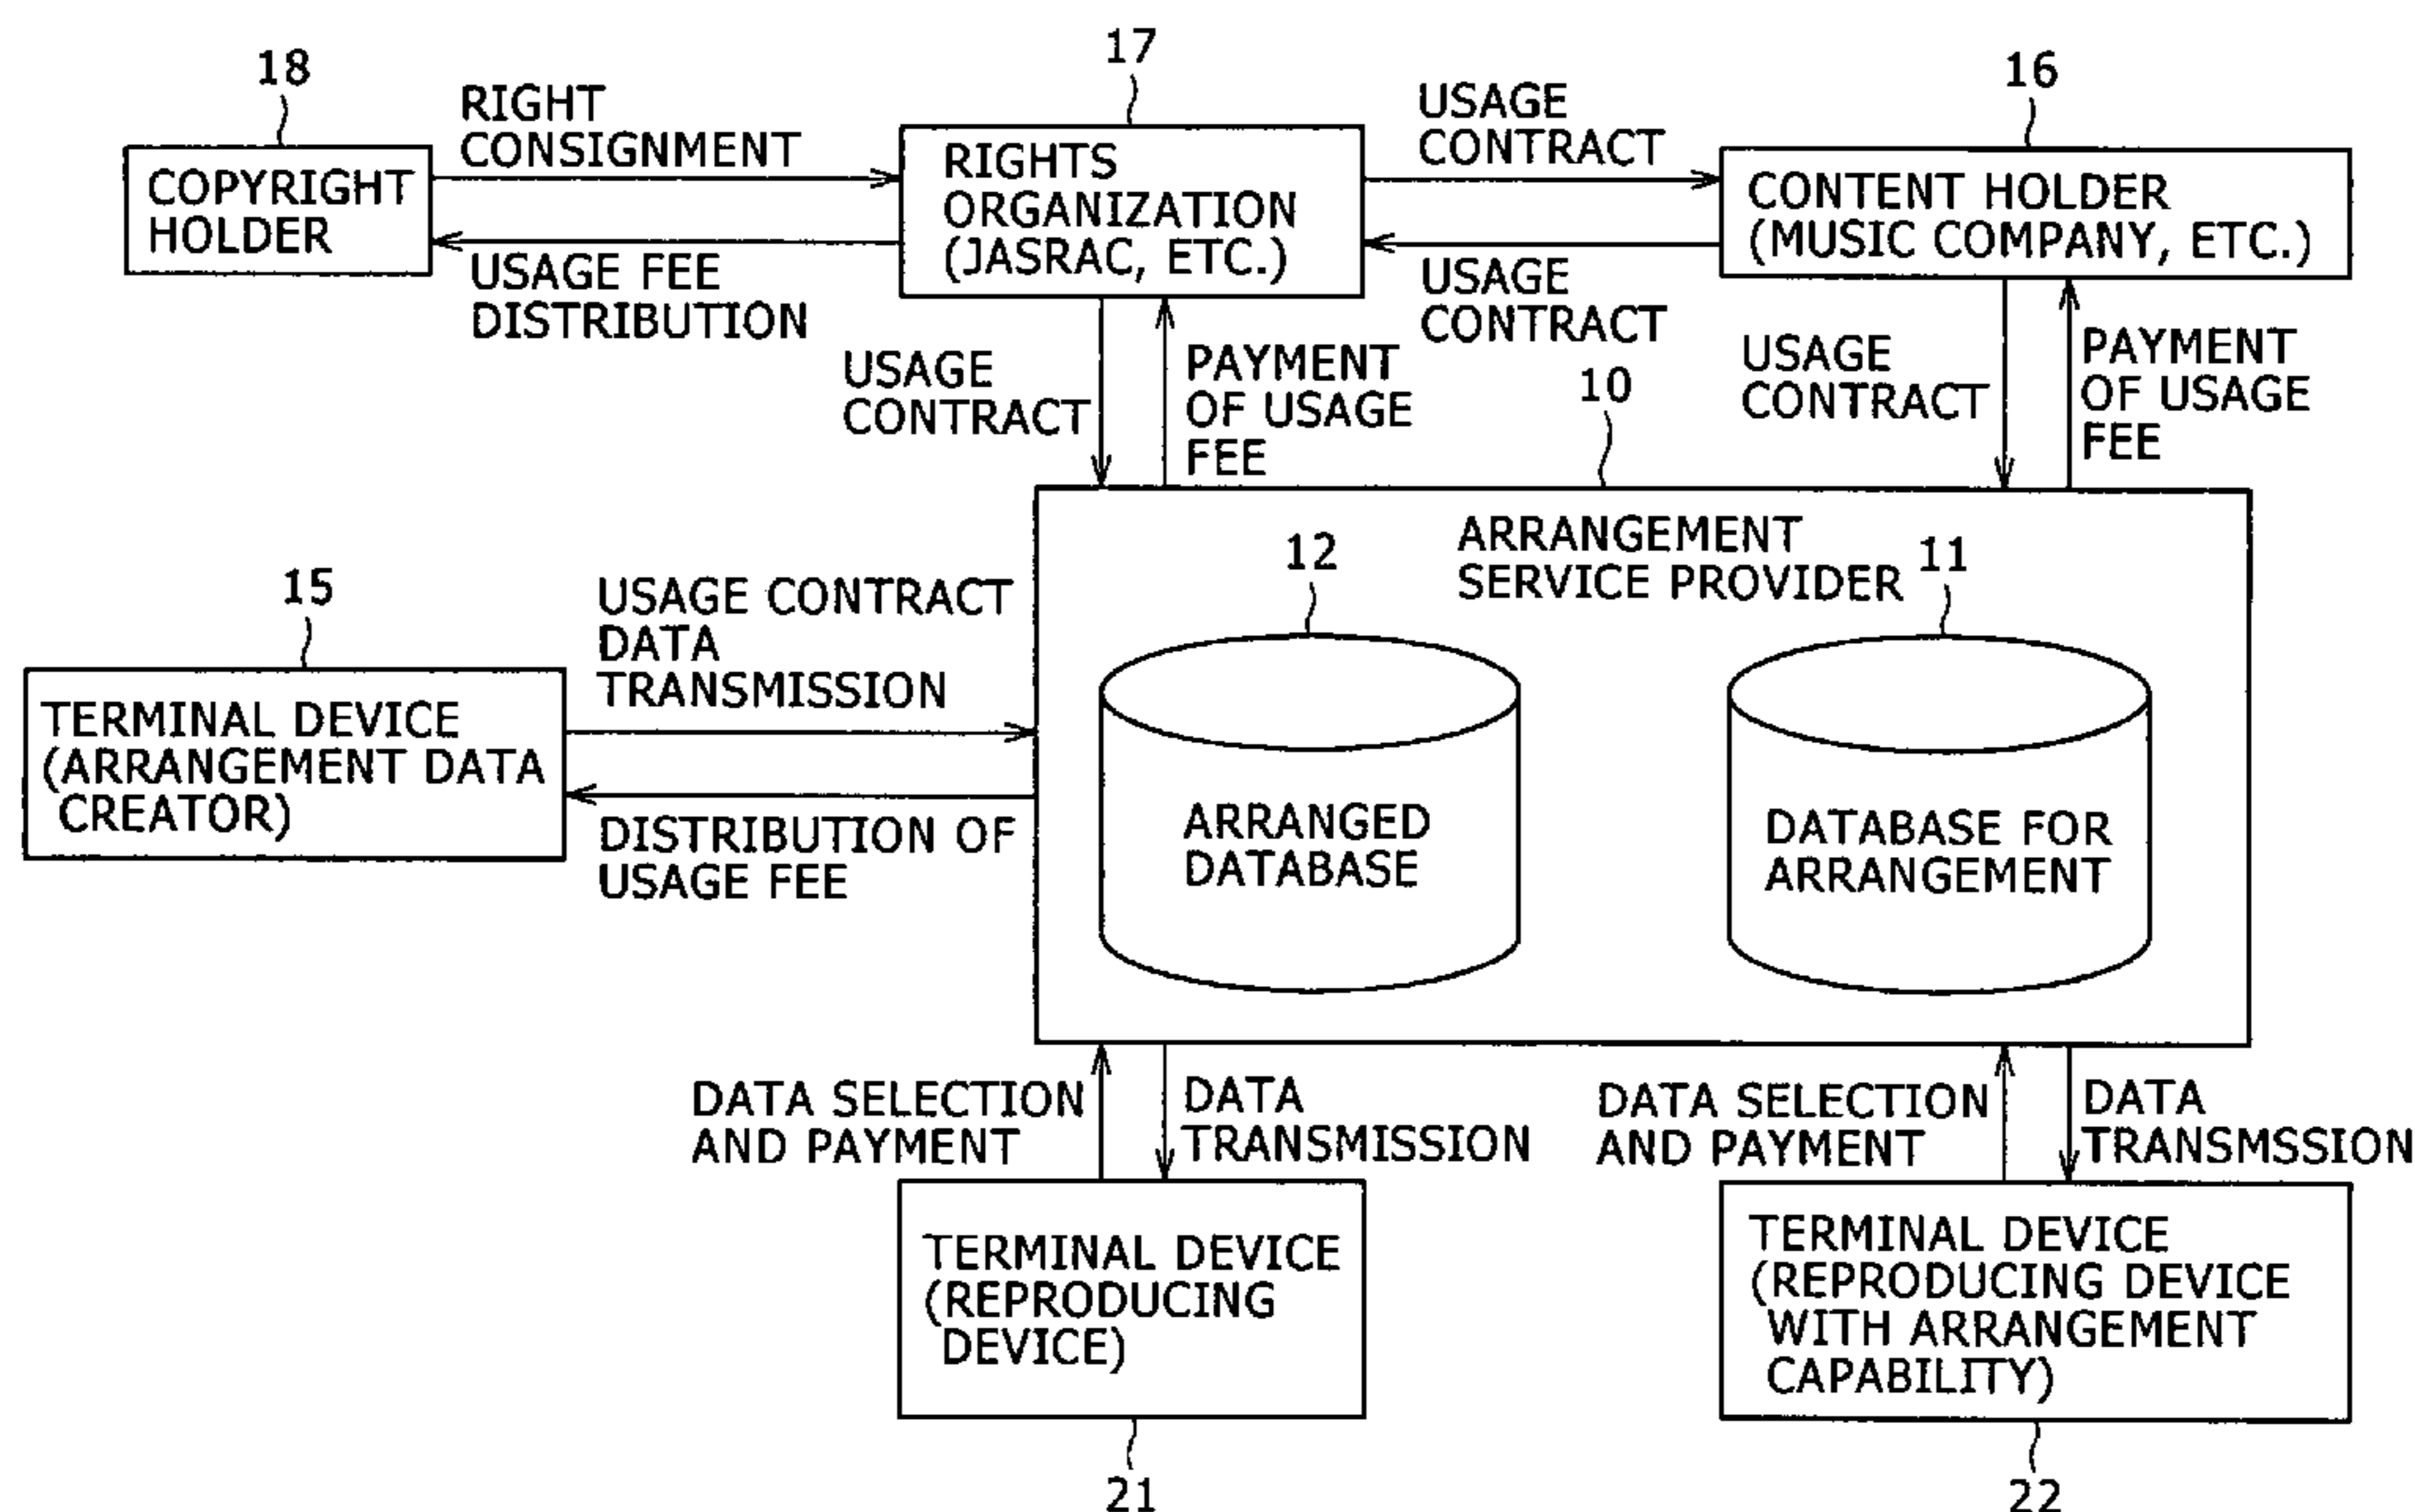 18
17
16
RIGHT
CONSIGNMENT
USAGE
CONTRACT
COPYRIGHT
HOLDER
RIGHTS
ORGANIZATION
(JASRAC, ETC.)
CONTENT HOLDER
(MUSIC COMPANY, ETC.)
USAGE FEE
DISTRIBUTION
USAGE
CONTRACT
USAGE
CONTRACT
PAYMENT
OF USAGE
FEE
10
USAGE
CONTRACT
PAYMENT
OF USAGE
FEE
ARRANGEMENT
SERVICE PROVIDER
12
11
15
USAGE CONTRACT
DATA
TRANSMISSION
TERMINAL DEVICE
(ARRANGEMENT DATA
CREATOR)
DISTRIBUTION OF
USAGE FEE
ARRANGED
DATABASE
DATABASE FOR
ARRANGEMENT
DATA SELECTION
AND PAYMENT
DATA
TRANSMISSION
DATA SELECTION
AND PAYMENT
DATA
TRANSMSSION
TERMINAL DEVICE
(REPRODUCING
DEVICE)
TERMINAL DEVICE
(REPRODUCING DEVICE
WITH ARRANGEMENT
CAPABILITY)
21
22